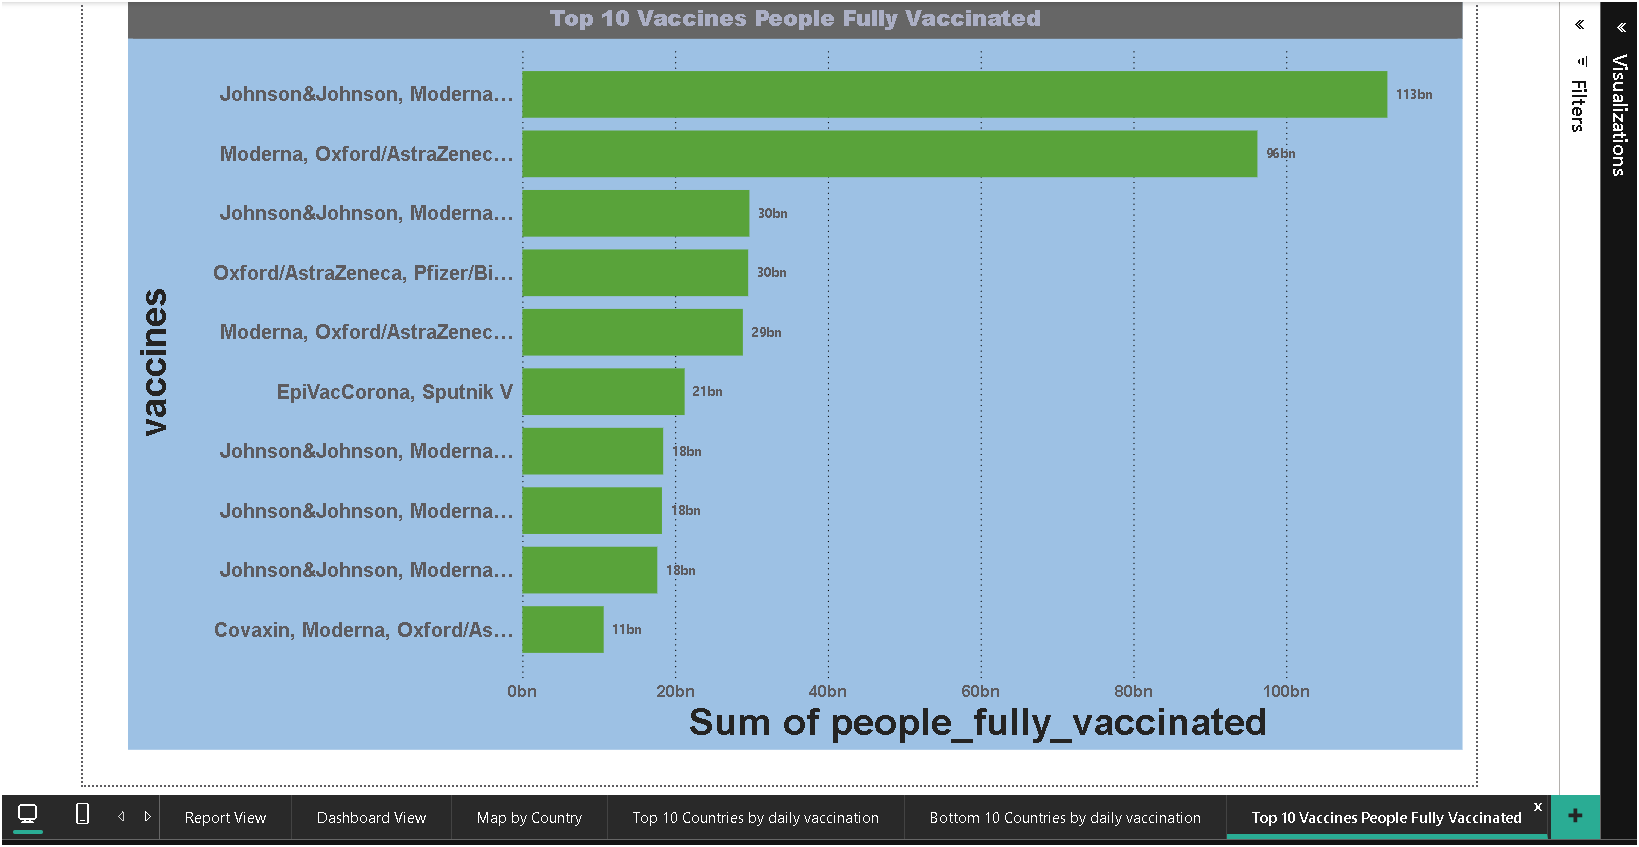 Top 10 Vaccines People Fully Vaccinated
Johnson&Johnson, Moderna… 113bn
Moderna, Oxford/AstraZenec… 96bn
Johnson&Johnson, Moderna… 30bn
Oxford/AstraZeneca, Pfizer/Bi… 30bn
Moderna, Oxford/AstraZenec… 29bn
EpiVacCorona, Sputnik V 21bn
Johnson&Johnson, Moderna… 18bn
Johnson&Johnson, Moderna… 18bn
Johnson&Johnson, Moderna… 18bn
Covaxin, Moderna, Oxford/As… 11bn
vaccines
0bn 20bn 40bn 60bn 80bn 100bn
Sum of people_fully_vaccinated
Filters
Visualizations
Report View Dashboard View Map by Country Top 10 Countries by daily vaccination Bottom 10 Countries by daily vaccination Top 10 Vaccines People Fully Vaccinated x +